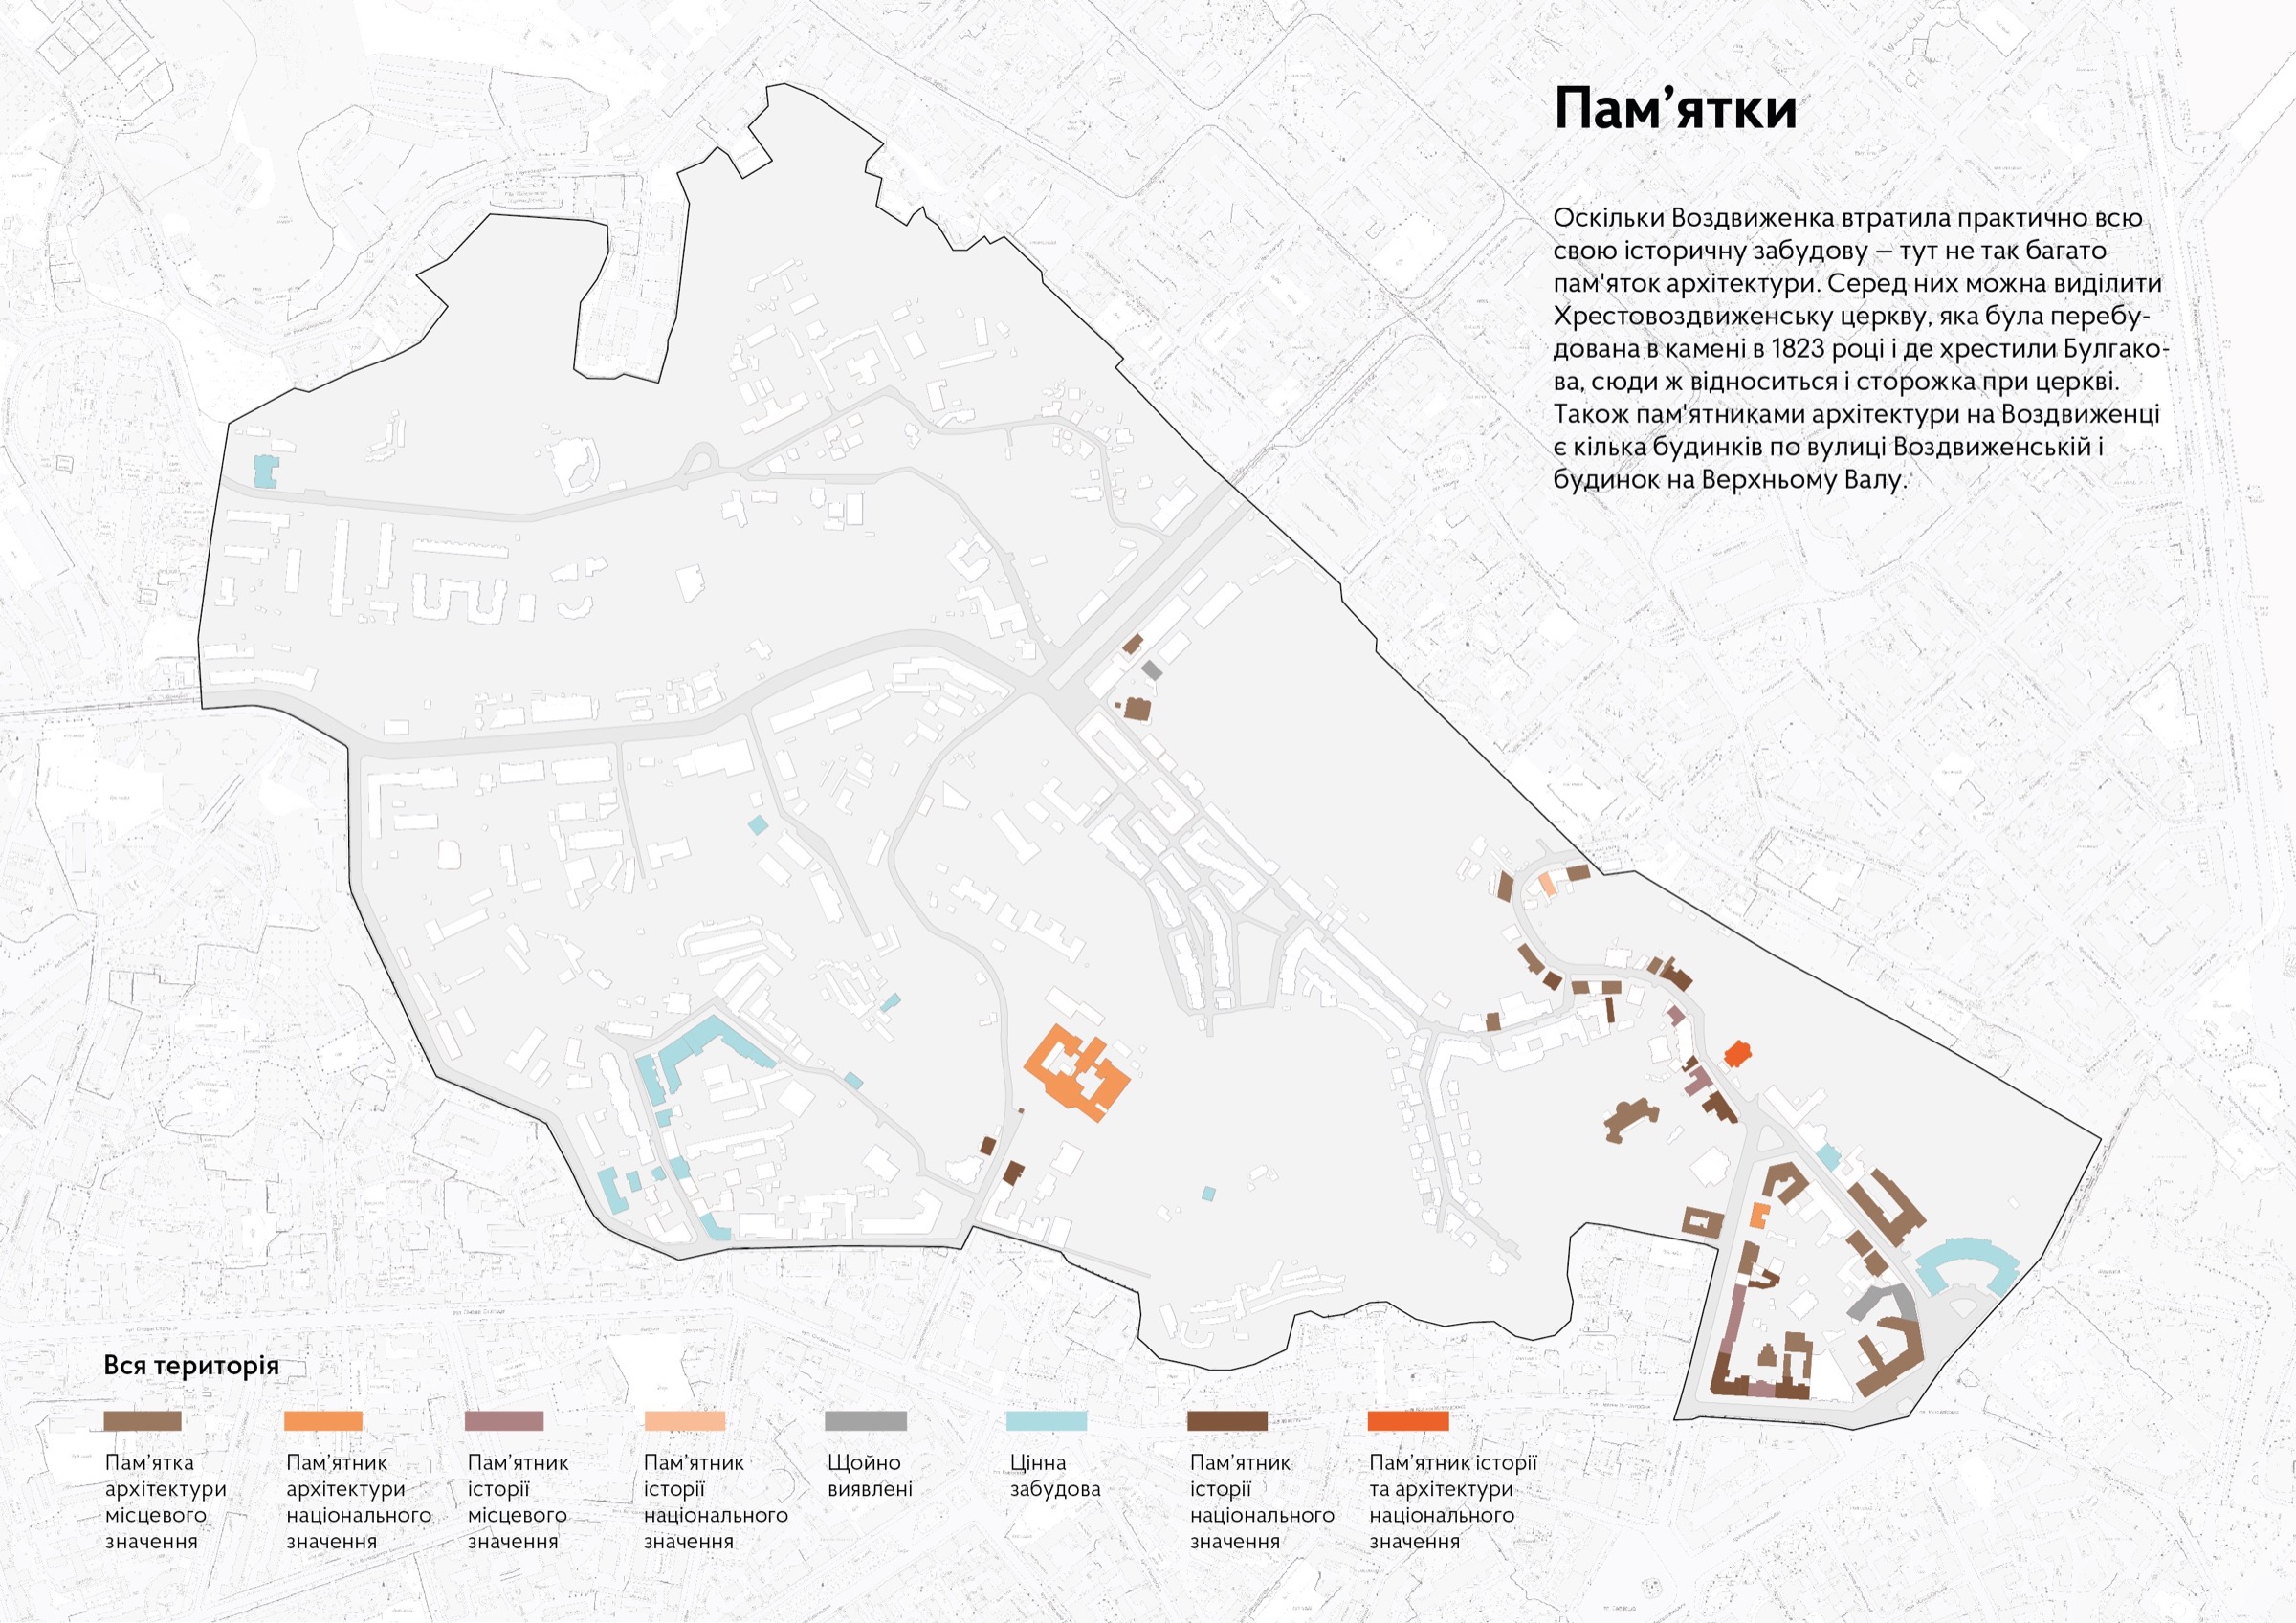 Пам’ятки
Оскільки Воздвиженка втратила практично всю
свою історичну забудову – тут не так багато
пам'яток архітектури. Серед них можна виділити
Хрестовоздвиженську церкву, яка була перебу-
дована в камені в 1823 році і де хрестили Булгако-
ва, сюди ж відноситься і сторожка при церкві.
Також пам'ятниками архітектури на Воздвиженці
є кілька будинків по вулиці Воздвиженській і
будинок на Верхньому Валу.
Вся територія
Пам’ятка
архітектури
місцевого
значення
Пам’ятник
архітектури
національного
значення
Пам’ятник
історії
місцевого
значення
Пам’ятник
історії
національного
значення
Щойно
виявлені
Цінна
забудова
Пам’ятник
історії
національного
значення
Пам’ятник історії
та архітектури
національного
значення